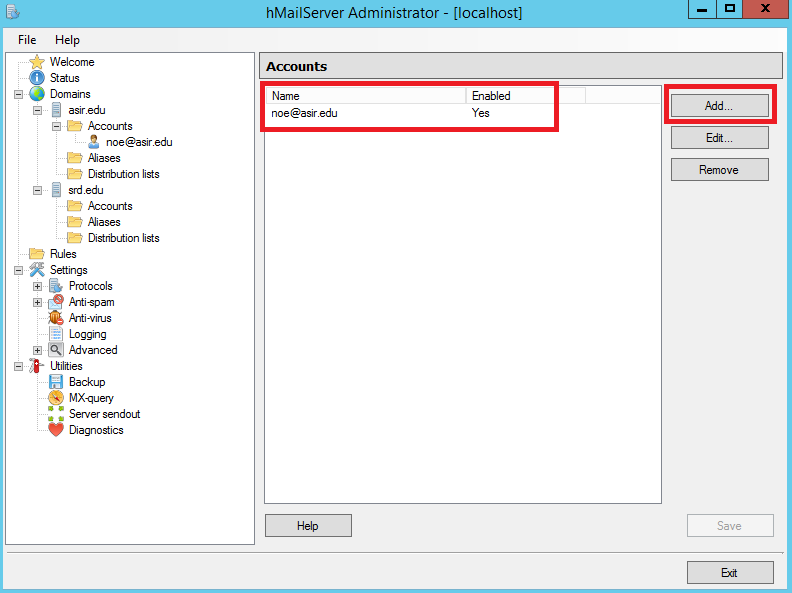 hMailServer Administrator - [localhost]
File Help
Welcome
Status
Domains
asir.edu
Accounts
noe@asir.edu
Aliases
Distribution lists
srd.edu
Accounts
Aliases
Distribution lists
Rules
Settings
Protocols
Anti-spam
Anti-virus
Logging
Advanced
Utilities
Backup
MX-query
Server sendout
Diagnostics
Accounts
Name Enabled
noe@asir.edu Yes
Add...
Edit...
Remove
Help
Save
Exit